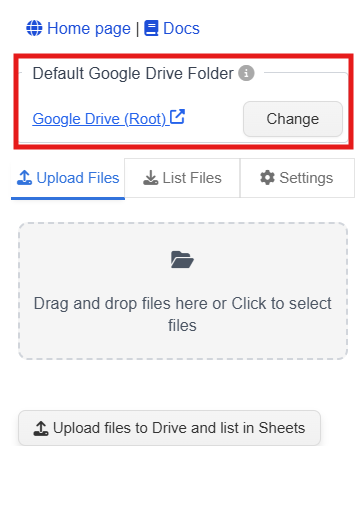 Home page | Docs
Default Google Drive Folder
Google Drive (Root) Change
Upload Files List Files Settings
Drag and drop files here or Click to select
files
Upload files to Drive and list in Sheets